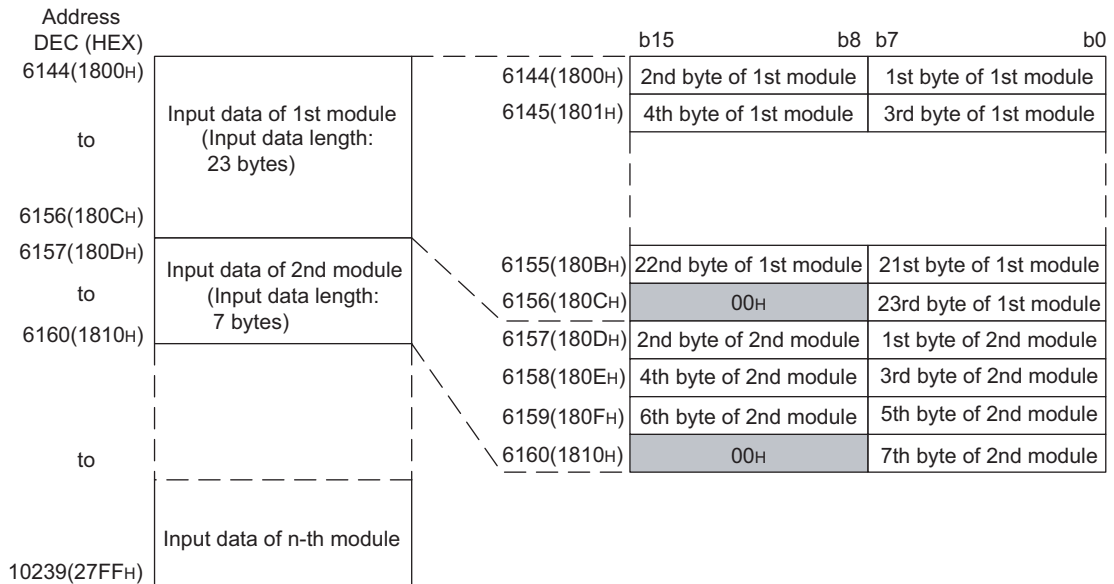 Address
DEC (HEX)
6144(1800H)
to
6156(180CH)
6157(180DH)
to
6160(1810H)
to
10239(27FFH)
Input data of 1st module
(Input data length:
23 bytes)
Input data of 2nd module
(Input data length:
7 bytes)
Input data of n-th module
b15 b8 b7 b0
6144(1800H) 2nd byte of 1st module 1st byte of 1st module
6145(1801H) 4th byte of 1st module 3rd byte of 1st module
6155(180BH) 22nd byte of 1st module 21st byte of 1st module
6156(180CH) 00H 23rd byte of 1st module
6157(180DH) 2nd byte of 2nd module 1st byte of 2nd module
6158(180EH) 4th byte of 2nd module 3rd byte of 2nd module
6159(180FH) 6th byte of 2nd module 5th byte of 2nd module
6160(1810H) 00H 7th byte of 2nd module